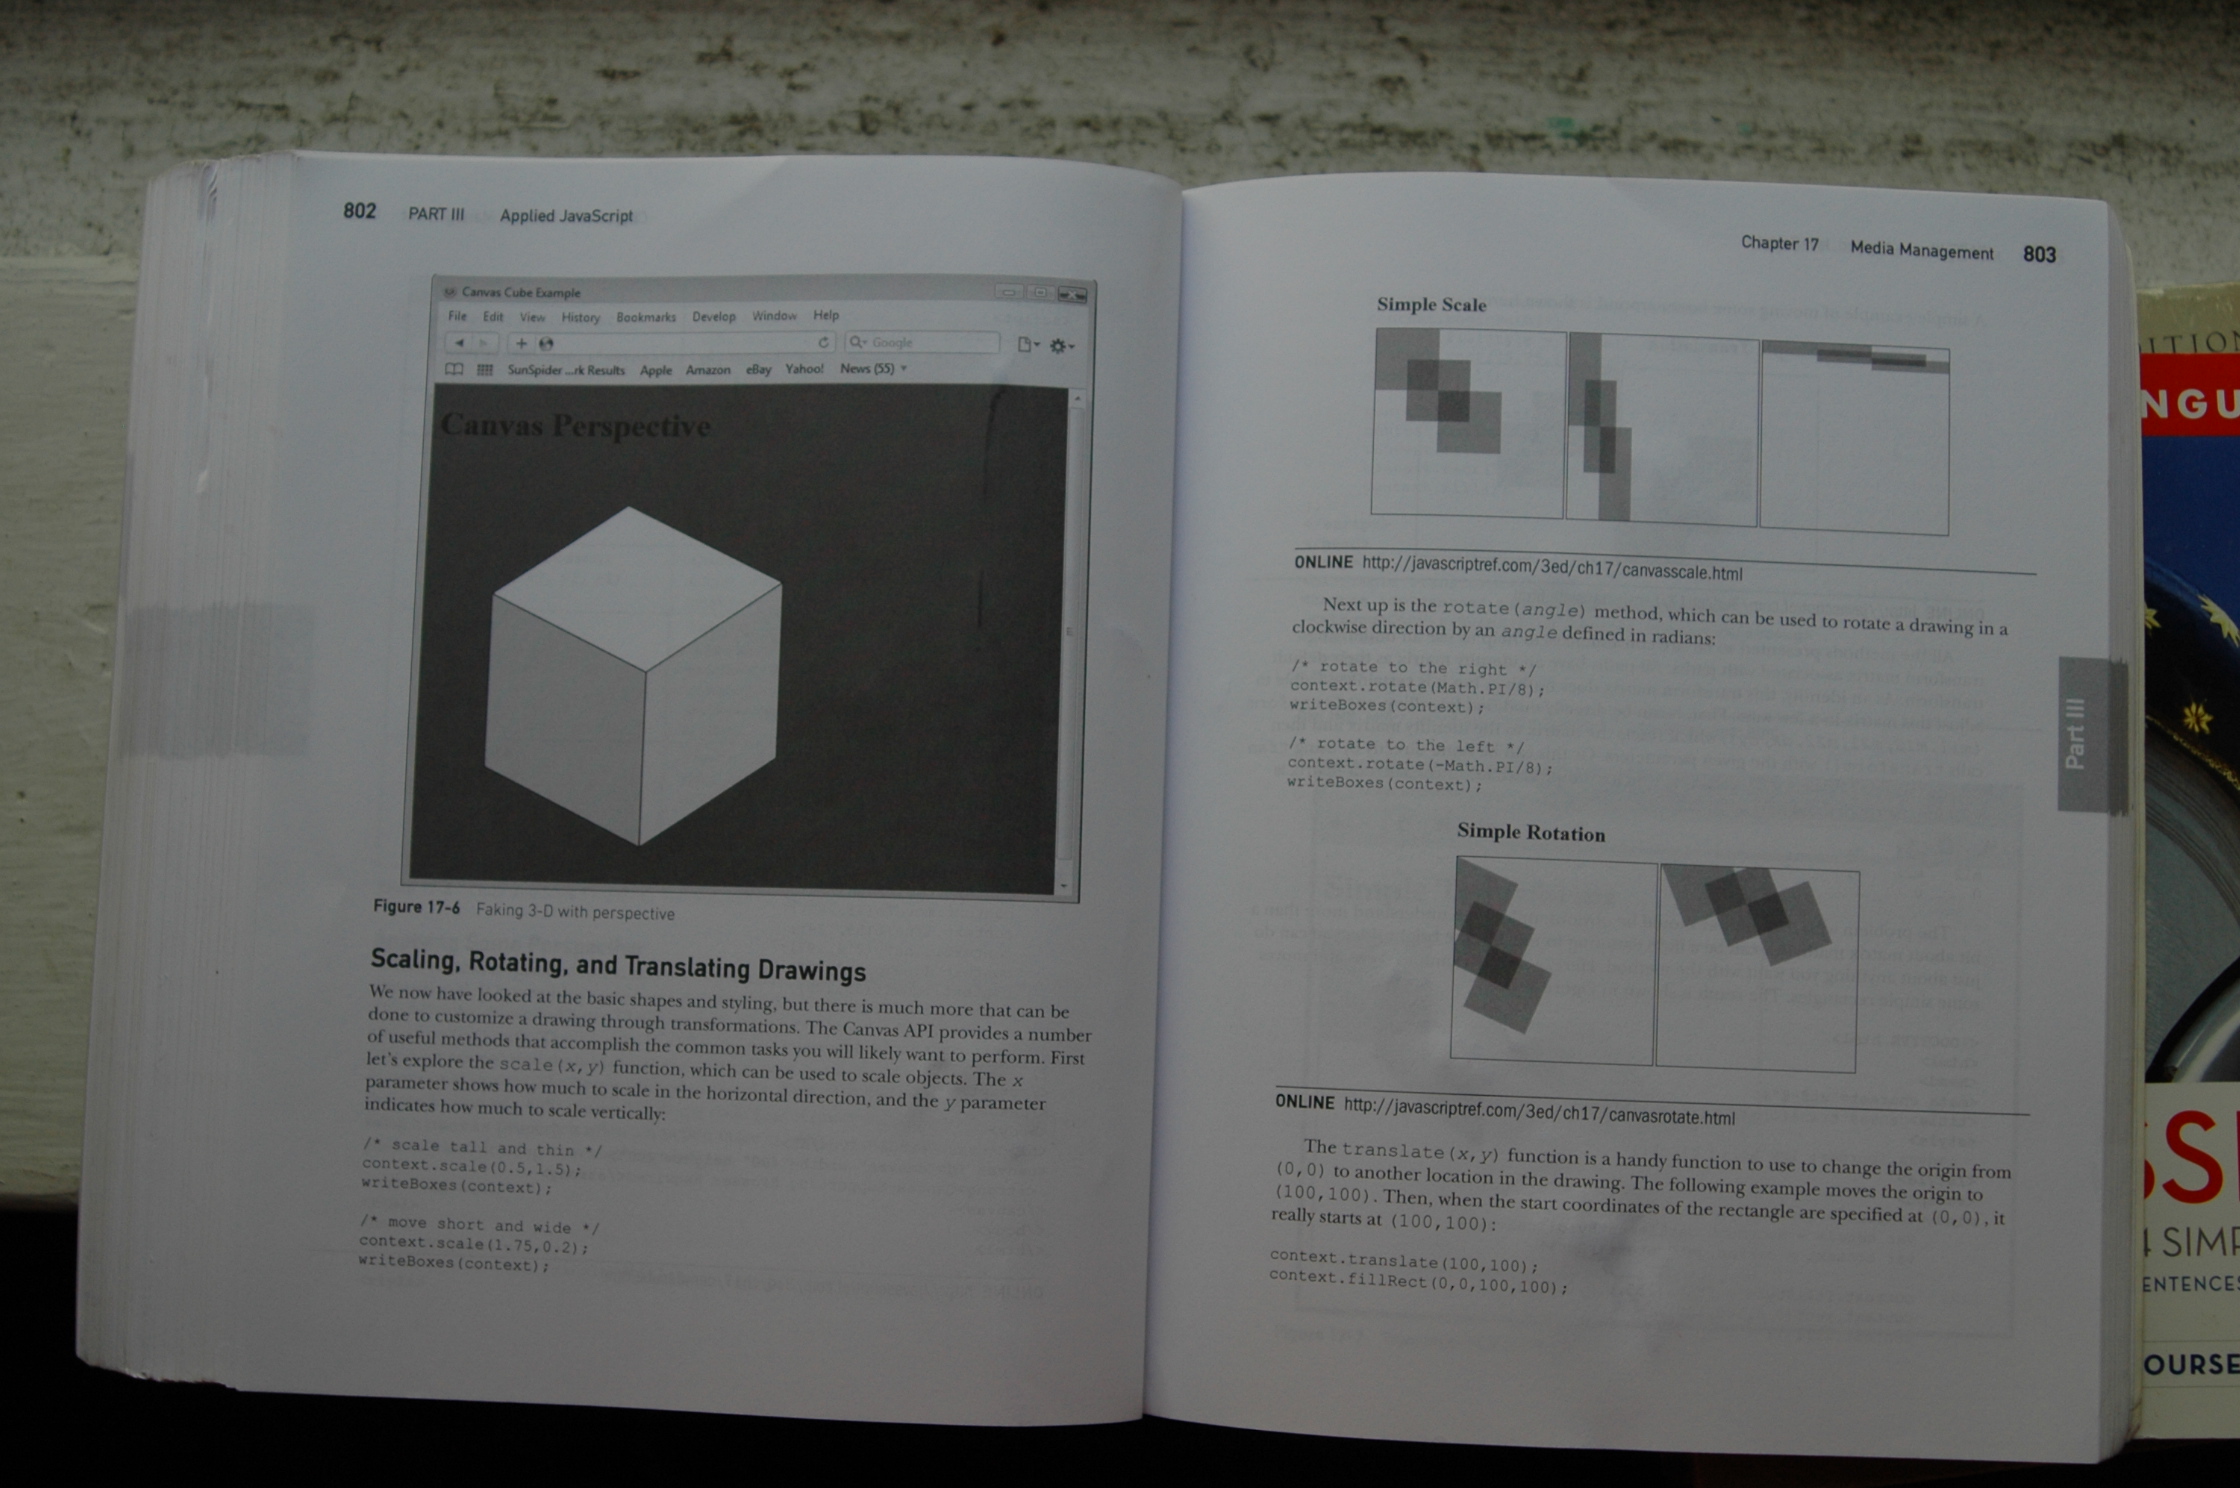 802 PART III Applied JavaScript
Canvas Cube Example
File Edit View History Bookmarks Develop Window Help
Google
SunSpider ...rk Results Apple Amazon eBay Yahoo! News (55)
Canvas Perspective
Figure 17-6 Faking 3-D with perspective
Scaling, Rotating, and Translating Drawings
We now have looked at the basic shapes and styling, but there is much more that can be
done to customize a drawing through transformations. The Canvas API provides a number
of useful methods that accomplish the common tasks you will likely want to perform. First
let's explore the scale(x,y) function, which can be used to scale objects. The x
parameter shows how much to scale in the horizontal direction, and the y parameter
indicates how much to scale vertically:
/* scale tall and thin */
context.scale(0.5,1.5);
writeBoxes(context);
/* move short and wide */
context.scale(1.75,0.2);
writeBoxes(context);
Chapter 17 Media Management 803
Simple Scale
ONLINE http://javascriptref.com/3ed/ch17/canvasscale.html
Next up is the rotate(angle) method, which can be used to rotate a drawing in a
clockwise direction by an angle defined in radians:
/* rotate to the right */
context.rotate(Math.PI/8);
writeBoxes(context);
/* rotate to the left */
context.rotate(-Math.PI/8);
writeBoxes(context);
Simple Rotation
ONLINE http://javascriptref.com/3ed/ch17/canvasrotate.html
The translate(x,y) function is a handy function to use to change the origin from
(0,0) to another location in the drawing. The following example moves the origin to
(100,100). Then, when the start coordinates of the rectangle are specified at (0,0), it
really starts at (100,100):
context.translate(100,100);
context.fillRect(0,0,100,100);
Part III
ITION
NGU
SSI
4 SIMP
ENTENCES
OURSE